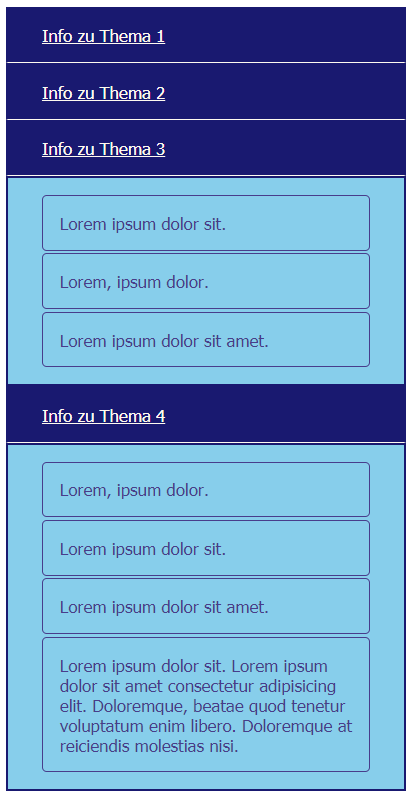 Info zu Thema 1
Info zu Thema 2
Info zu Thema 3
Lorem ipsum dolor sit.
Lorem, ipsum dolor.
Lorem ipsum dolor sit amet.
Info zu Thema 4
Lorem, ipsum dolor.
Lorem ipsum dolor sit.
Lorem ipsum dolor sit amet.
Lorem ipsum dolor sit. Lorem ipsum
dolor sit amet consectetur adipisicing
elit. Doloremque, beatae quod tenetur
voluptatum enim libero. Doloremque at
reiciendis molestias nisi.